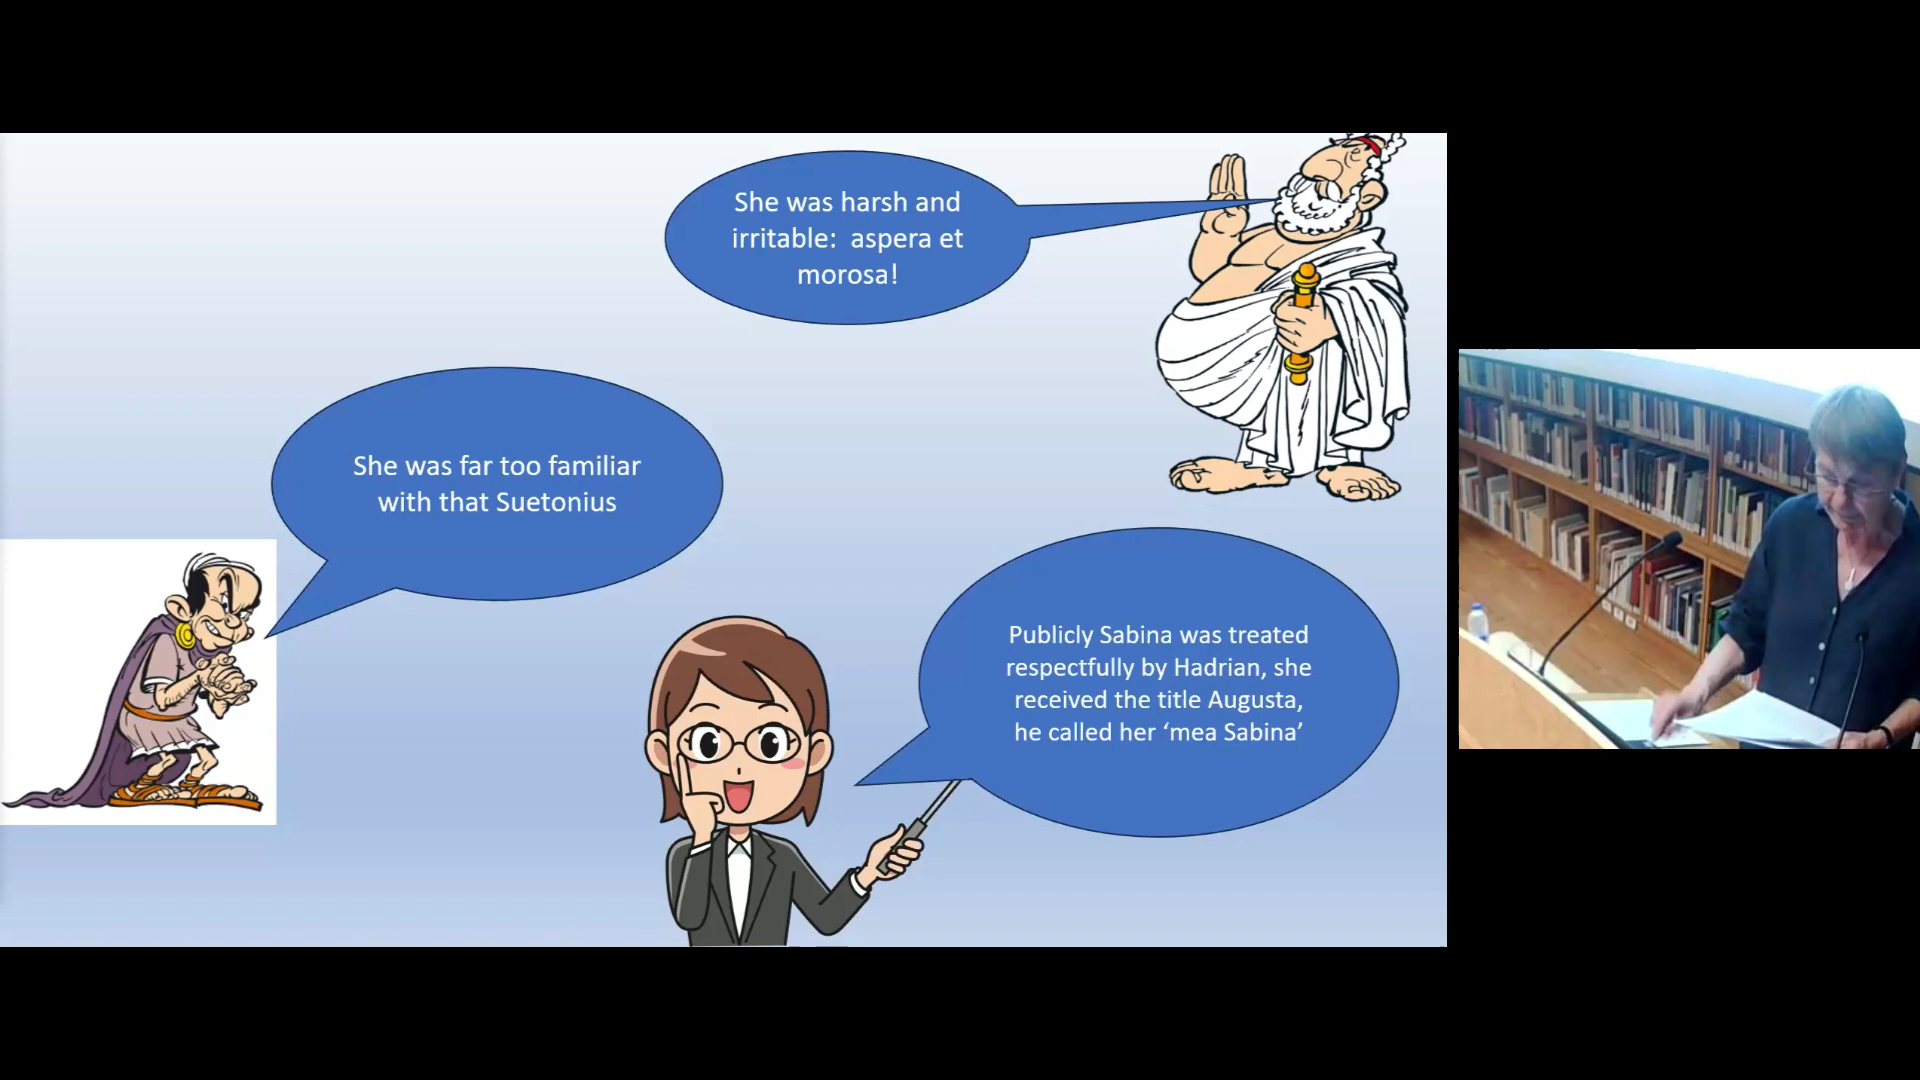 She was harsh and
irritable:  aspera et
morosa!
She was far too familiar
with that Suetonius
Publicly Sabina was treated
respectfully by Hadrian, she
received the title Augusta,
he called her ‘mea Sabina’